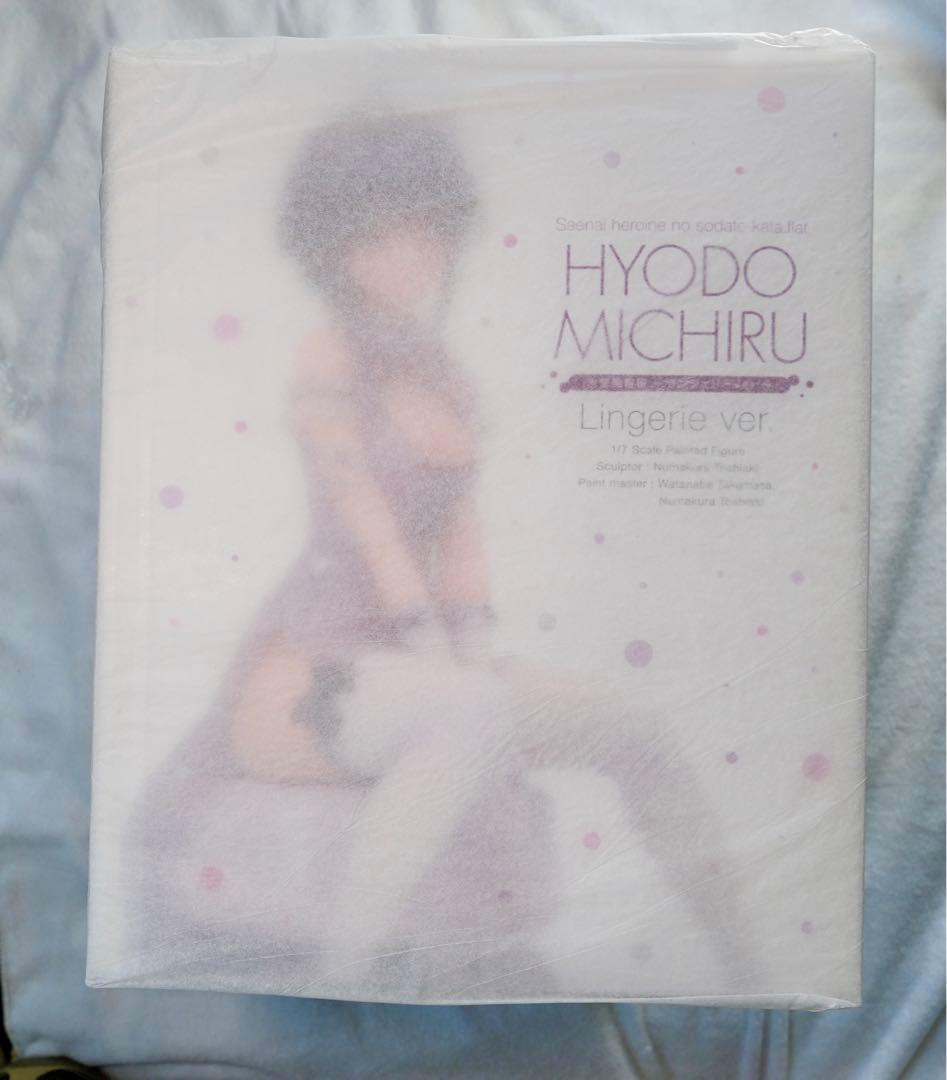 Saenai heroine no sodate kata.flat
HYODO
MICHIRU
Lingerie ver.
1/7 Scale Painted Figure
Sculptor : Numakura Toshiaki
Paint master : Watanabe Takamasa,
Numakura Toshiaki